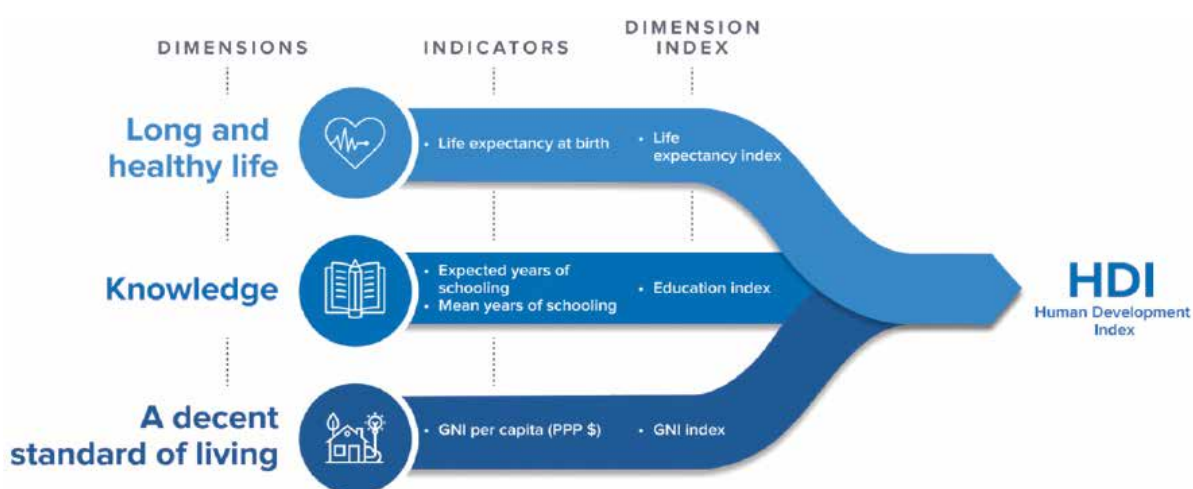 DIMENSIONS
INDICATORS
DIMENSION
INDEX
Long and
healthy life
• Life expectancy at birth
• Life
expectancy index
Knowledge
• Expected years of
schooling
• Mean years of schooling
• Education index
HDI
Human Development
Index
A decent
standard of living
• GNI per capita (PPP $)
• GNI index